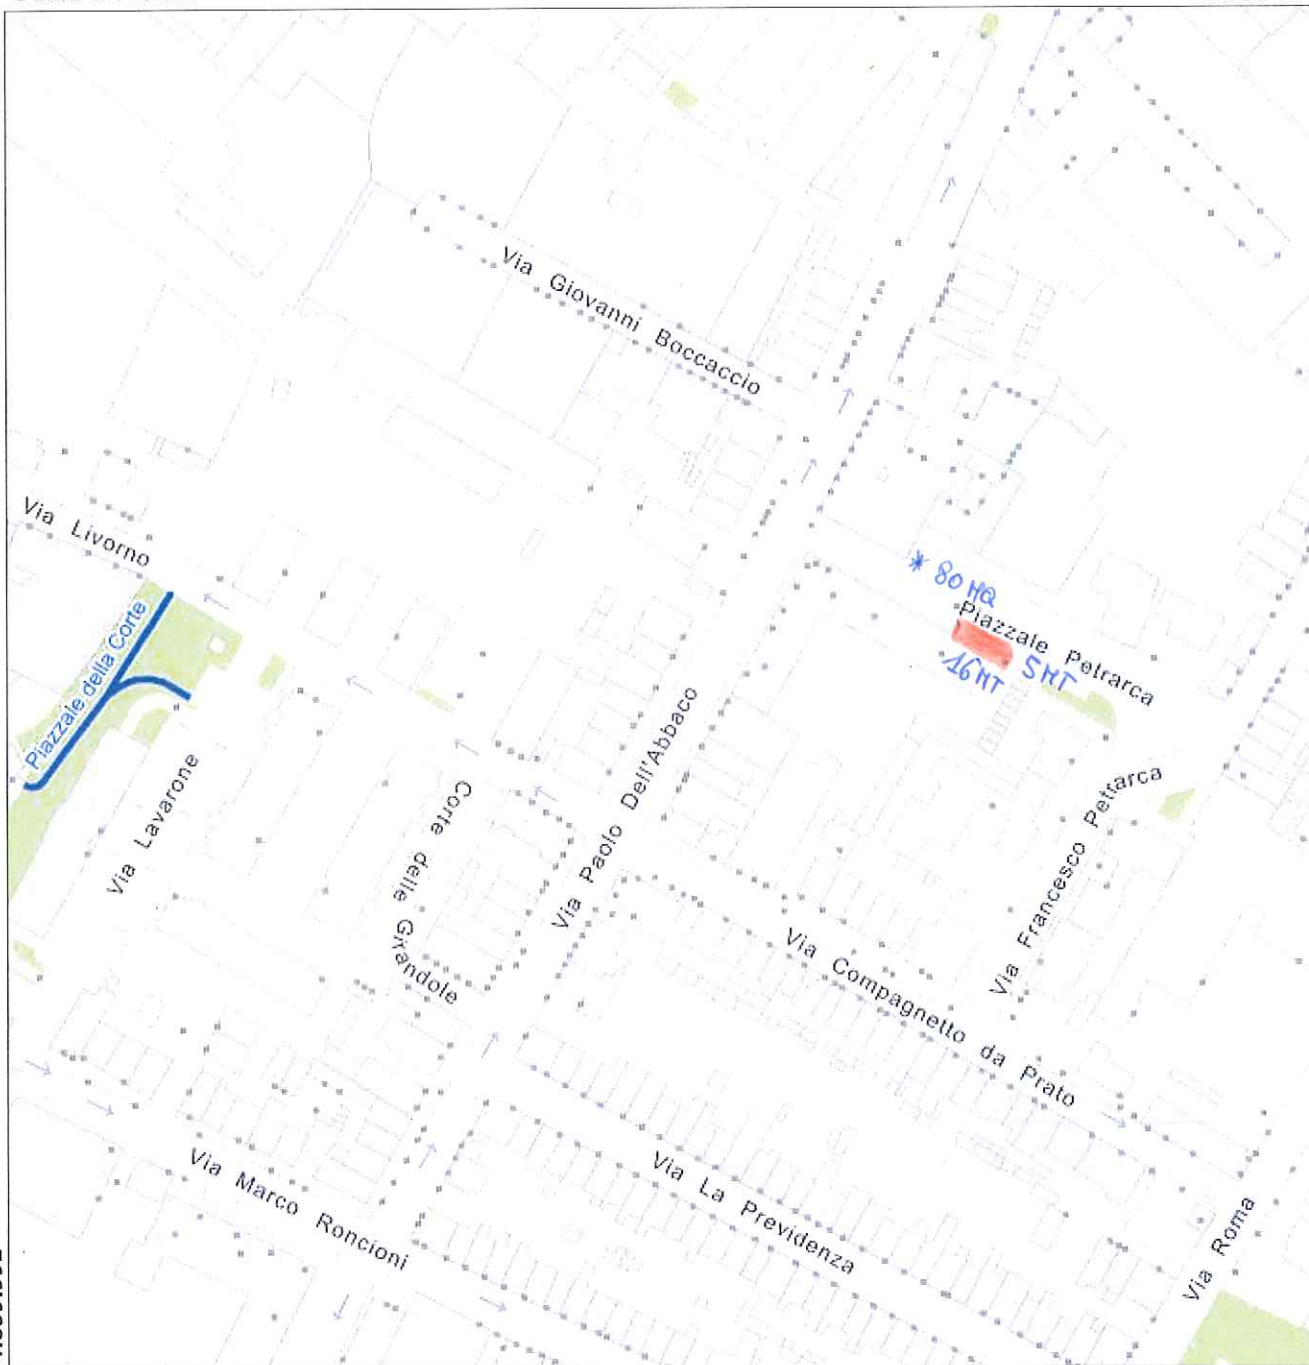 Via Giovanni Boccaccio
Via Livorno
* 80 MQ
Piazzale Petrarca
16 MT
5 MT
Piazzale della Corte
Via Lavarone
Corte delle Girandole
Via Paolo Dell'Abbaco
Via Francesco Pettarca
Via Compagnetto da Prato
Via Marco Roncioni
Via La Previdenza
Via Roma